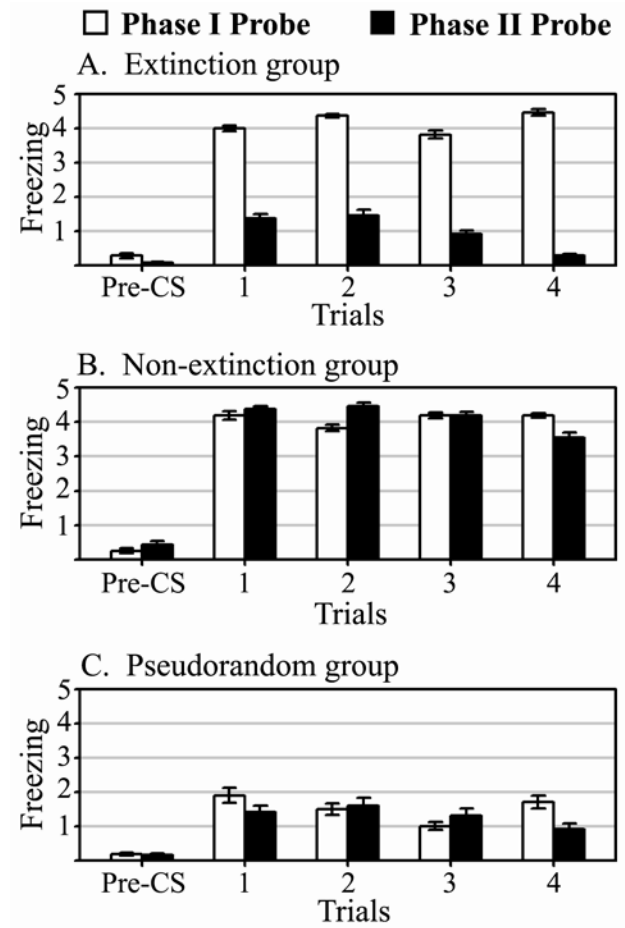 Phase I Probe Phase II Probe
A. Extinction group
5
4
3
2
1
Freezing
Pre-CS 1 2 3 4
Trials
B. Non-extinction group
5
4
3
2
1
Freezing
Pre-CS 1 2 3 4
Trials
C. Pseudorandom group
5
4
3
2
1
Freezing
Pre-CS 1 2 3 4
Trials